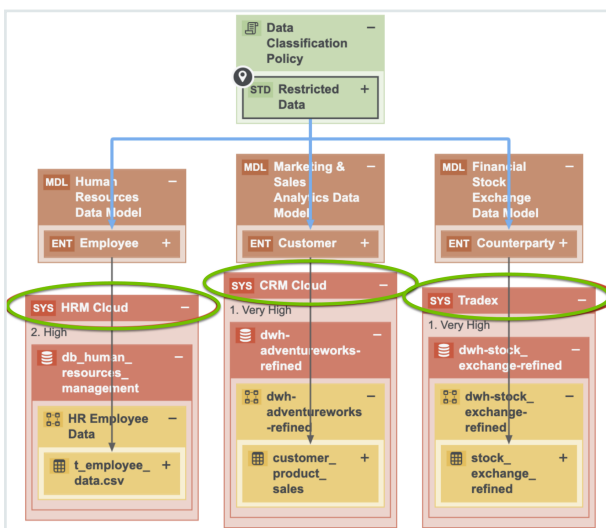 Data
Classification
Policy
STD Restricted
Data
MDL Human
Resources
Data Model
ENT Employee
SYS HRM Cloud
2. High
db_human_
resources_
management
HR Employee
Data
t_employee_
data.csv
MDL Marketing &
Sales
Analytics Data
Model
ENT Customer
SYS CRM Cloud
1. Very High
dwh-
adventureworks-
refined
dwh-
adventureworks
-refined
customer_
product_
sales
MDL Financial
Stock
Exchange
Data Model
ENT Counterparty
SYS Tradex
1. Very High
dwh-stock_
exchange-refined
dwh-stock_
exchange-
refined
stock_
exchange_
refined